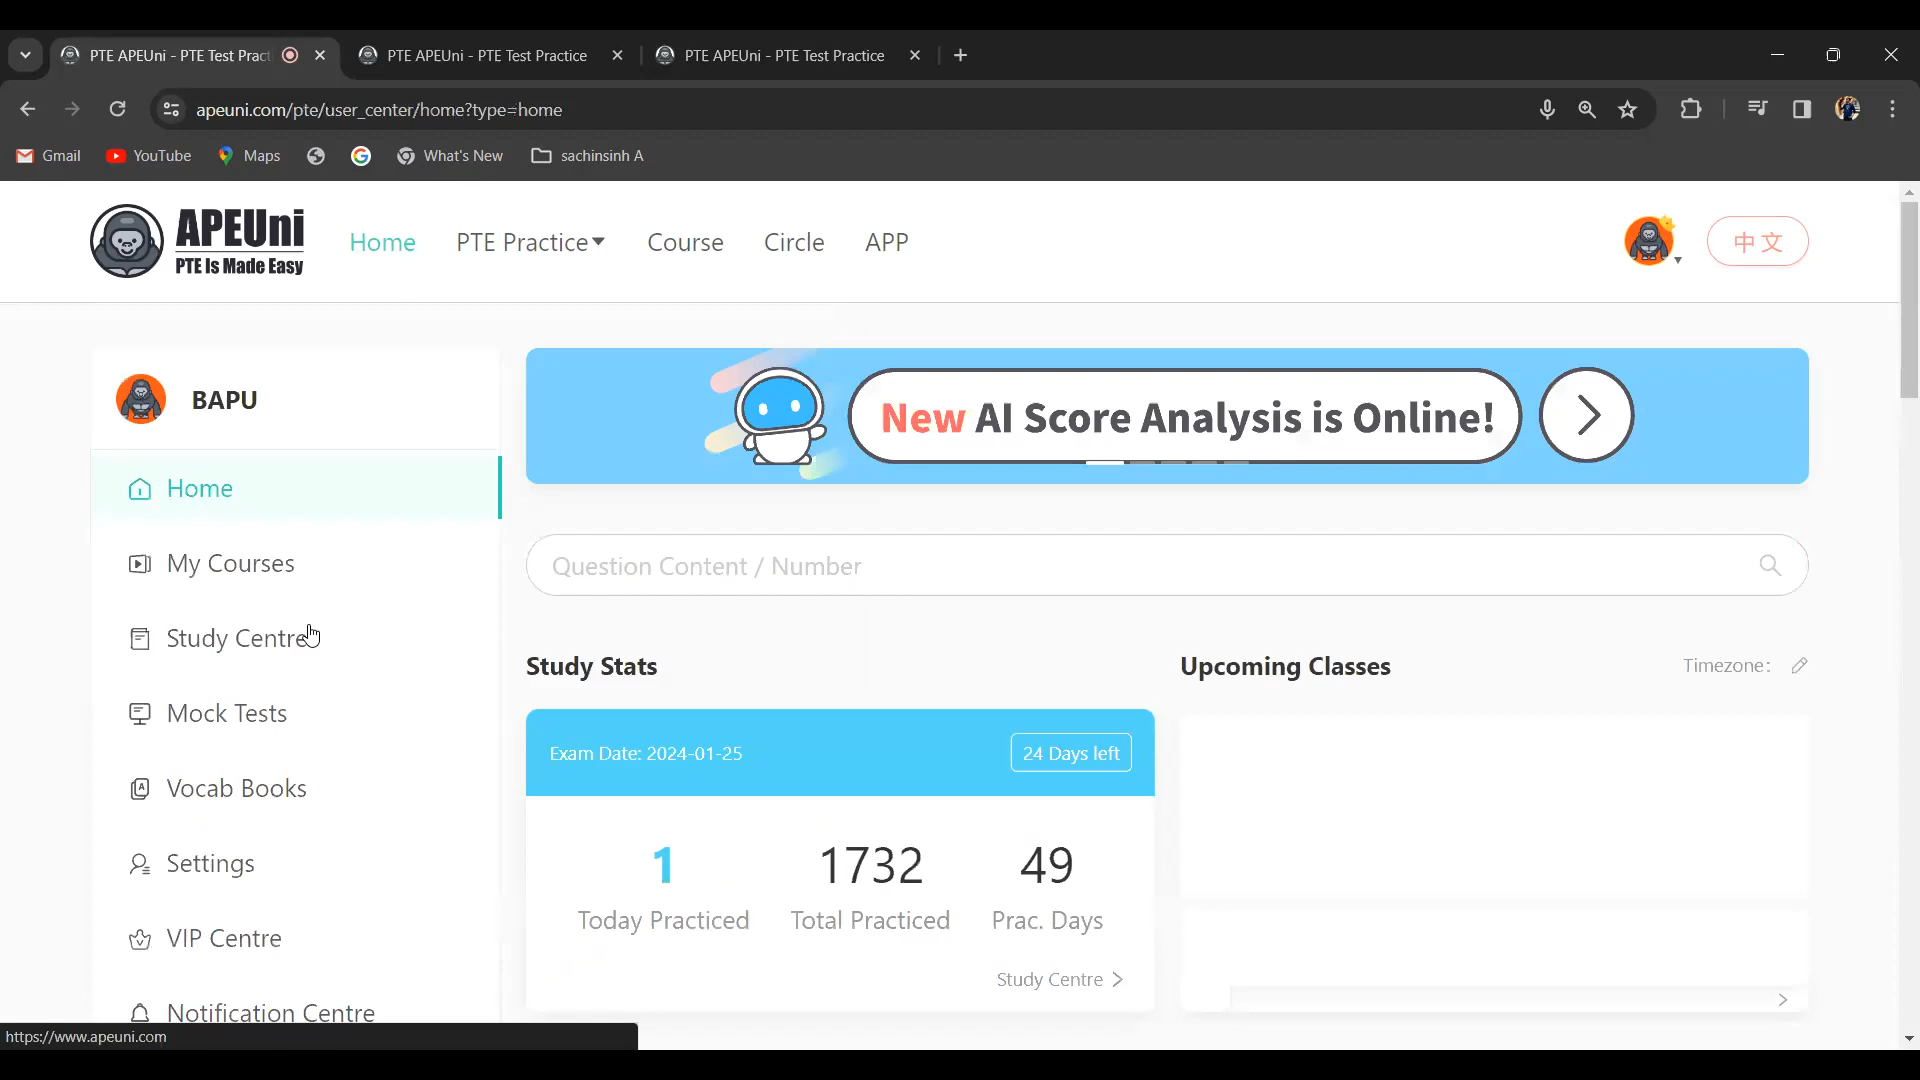 PTE APEUni - PTE Test Pract
PTE APEUni - PTE Test Practice
PTE APEUni - PTE Test Practice
apeuni.com/pte/user_center/home?type=home
Gmail
YouTube
Maps
What's New
sachinsinh A
APEUni
PTE Is Made Easy
Home
PTE Practice
Course
Circle
APP
中文
BAPU
New AI Score Analysis is Online!
Home
My Courses
Study Centre
Mock Tests
Vocab Books
Settings
VIP Centre
Notification Centre
Question Content / Number
Study Stats
Exam Date: 2024-01-25
24 Days left
1
1732
49
Today Practiced
Total Practiced
Prac. Days
Study Centre
Upcoming Classes
Timezone:
https://www.apeuni.com